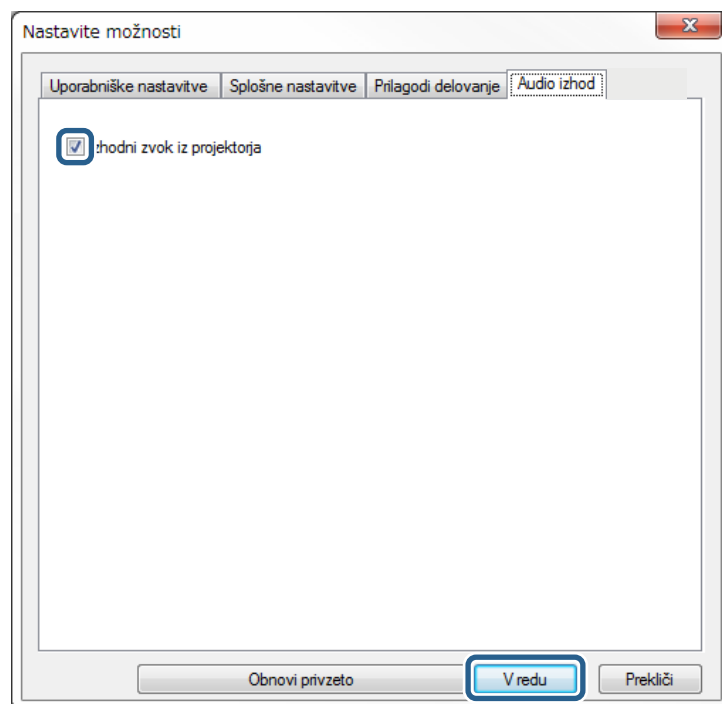 Nastavite možnosti
Uporabniške nastavitve Splošne nastavitve Prilagodi delovanje Audio izhod
zhodni zvok iz projektorja
Obnovi privzeto V redu Prekliči